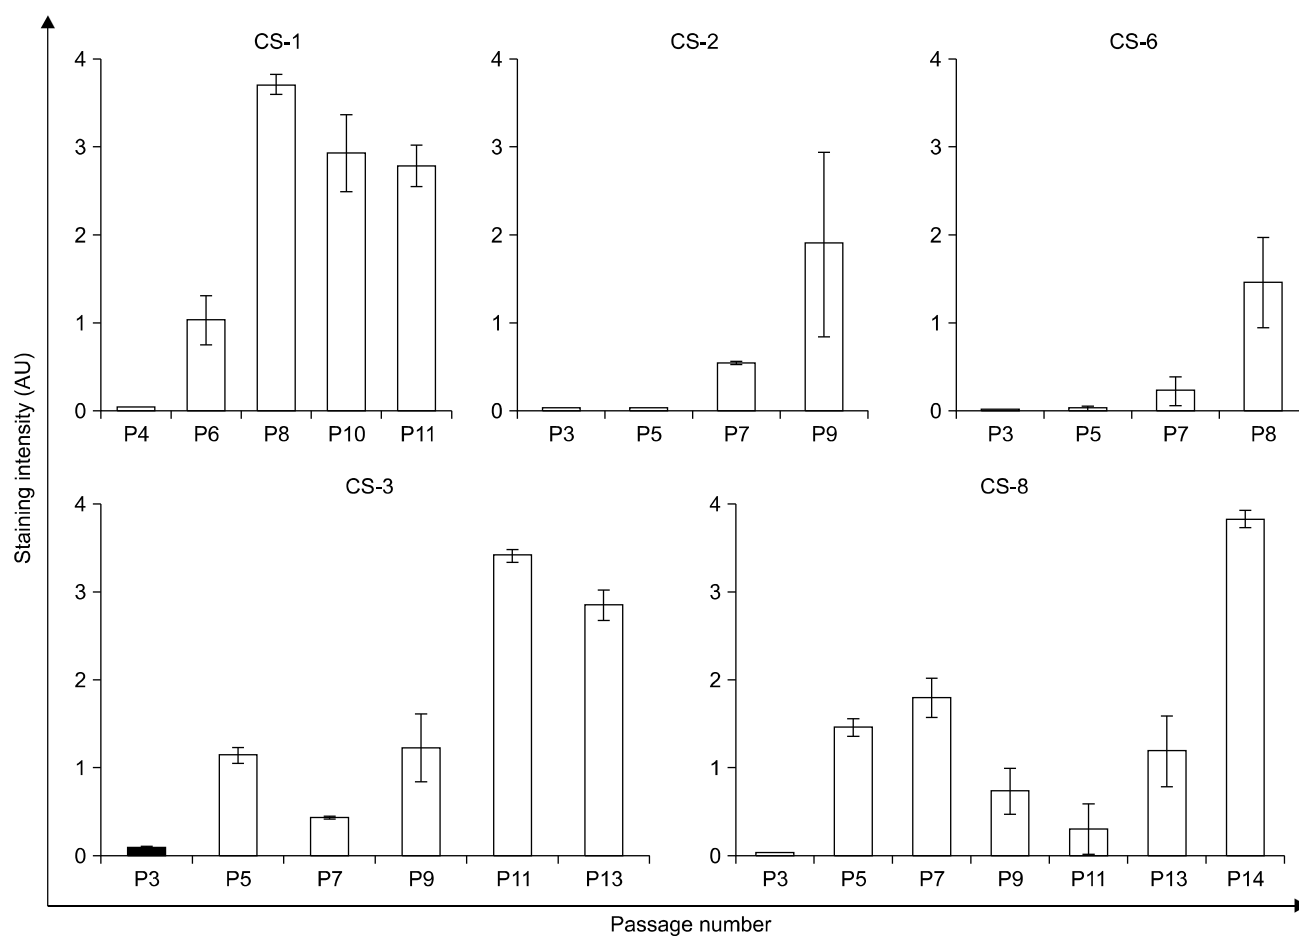 CS-1
4
3
2
1
0
P4 P6 P8 P10 P11
CS-2
4
3
2
1
0
P3 P5 P7 P9
CS-6
4
3
2
1
0
P3 P5 P7 P8
Staining intensity (AU)
CS-3
4
3
2
1
0
P3 P5 P7 P9 P11 P13
CS-8
4
3
2
1
0
P3 P5 P7 P9 P11 P13 P14
Passage number